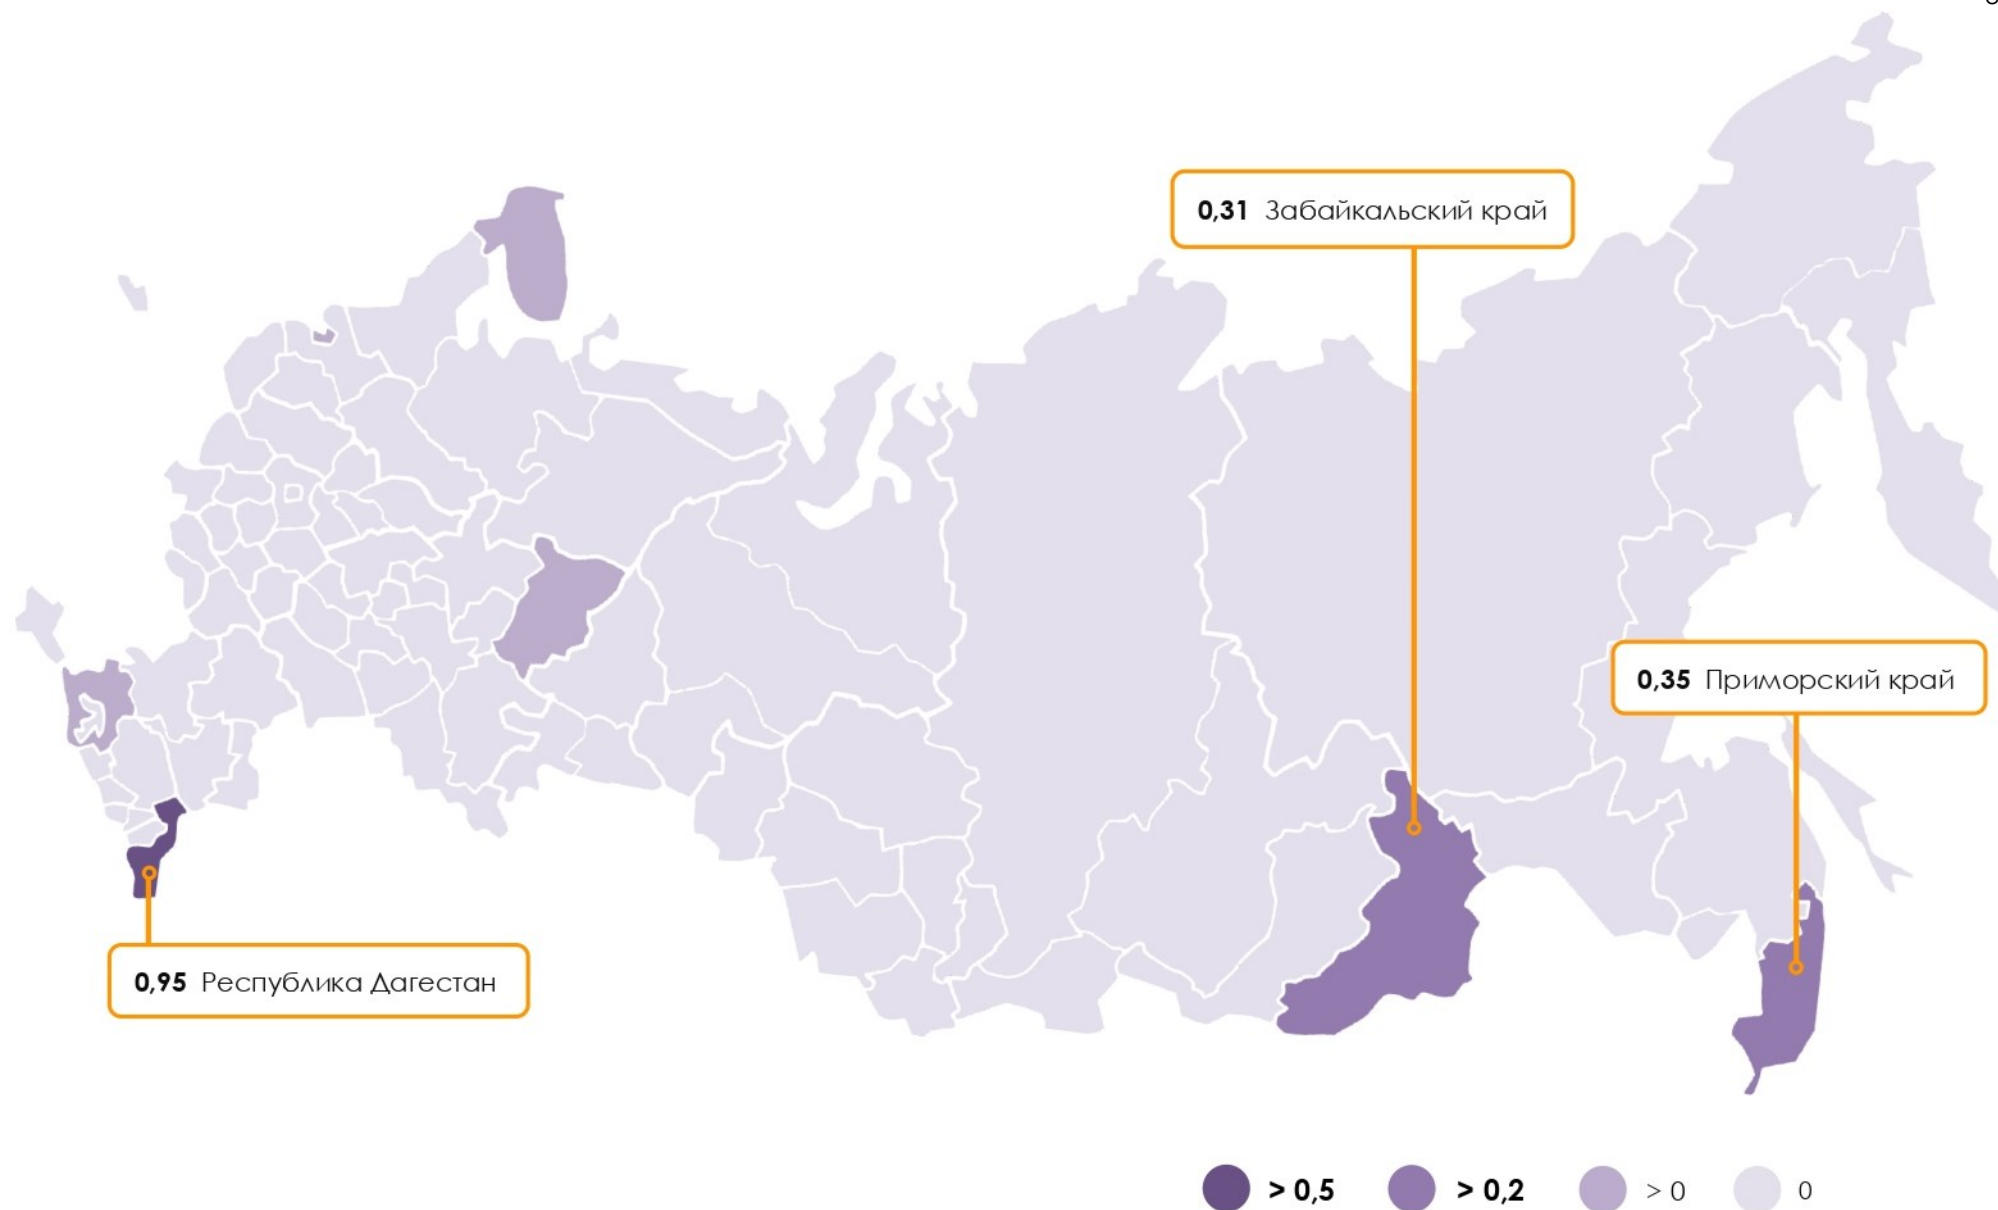 0,31 Забайкальский край
0,35 Приморский край
0,95 Республика Дагестан
> 0,5 > 0,2 > 0 0